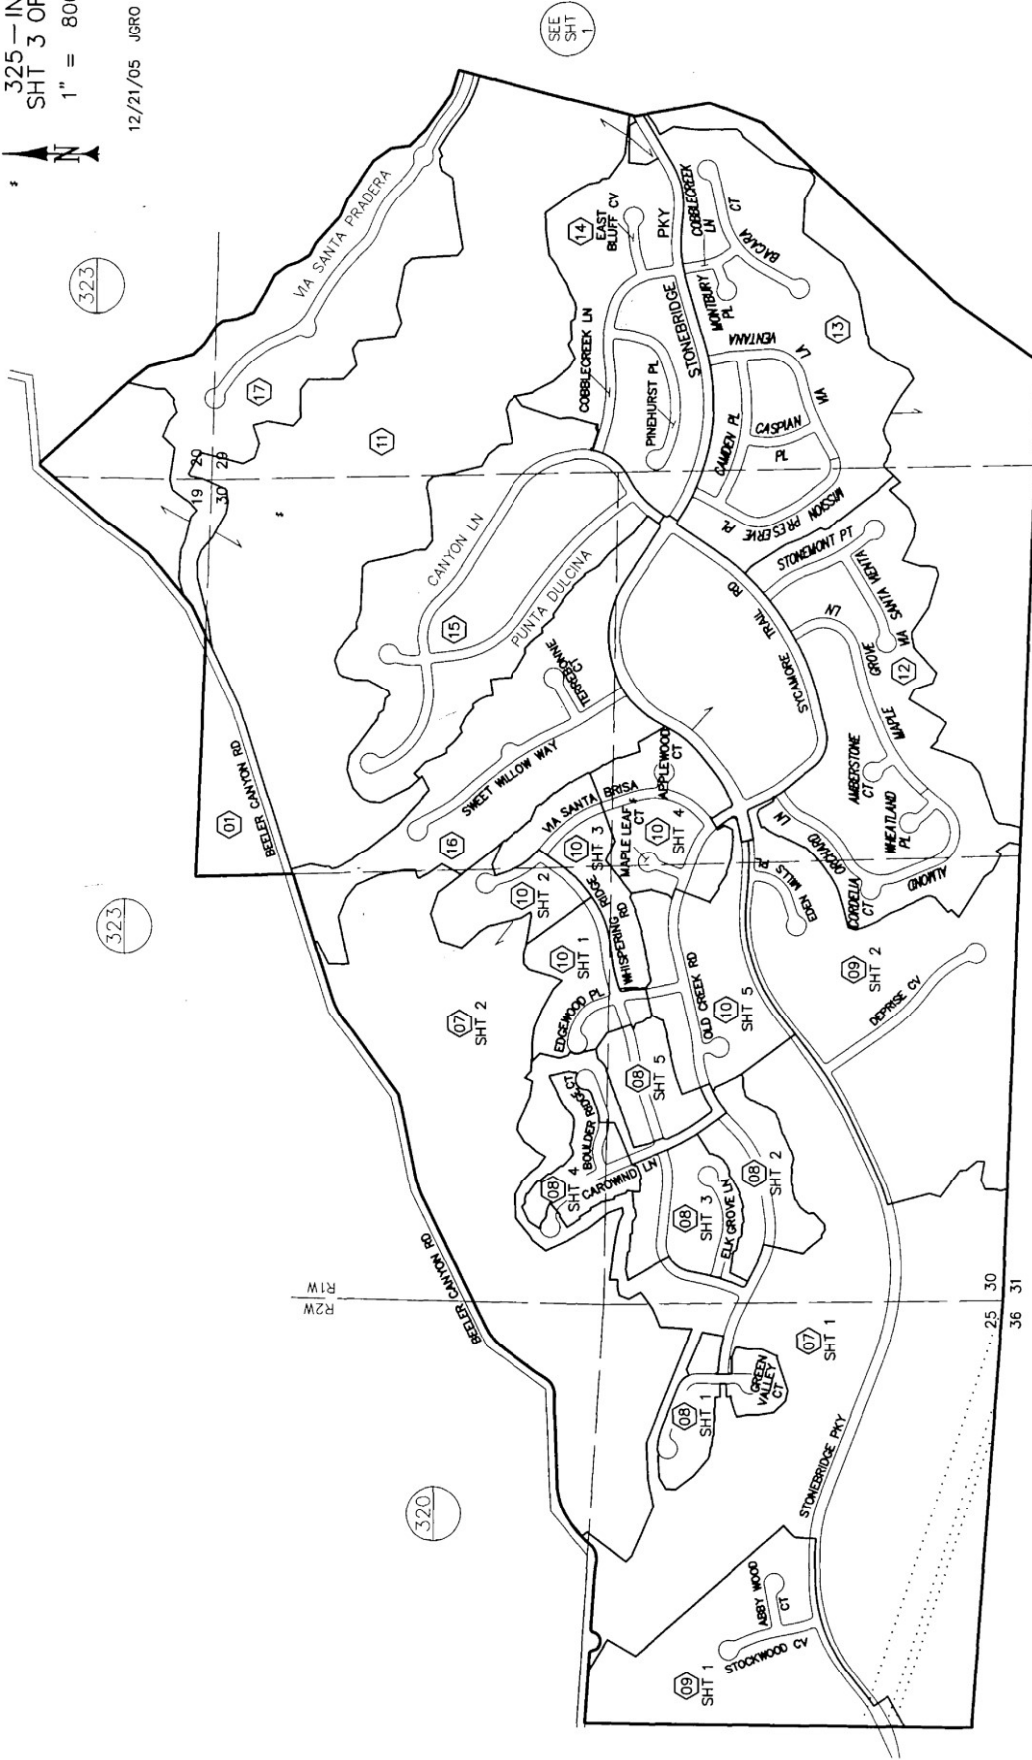 325-IN
SHT 3 OF
1" = 80
12/21/05 JGRO
N
SEE
SHT
1
323
323
320
01
BEELER CANYON RD
BEELER CANYON RD
19 20
30 29
17
VIA SANTA PRADERA
11
14
EAST
BLUFF CV
COBBLECREEK LN
PINEHURST PL
STONEBRIDGE
PKY
COBBLECREEK
LN
MONTBURY
PL
BACARA
CT
13
VIA
LA
VENTANA
CAMDEN PL
CASPIAN
PL
MISSION PRESERVE PL
CANYON LN
15
PUNTA DULCINA
TERREBONNE
CT
SWEET WILLOW WAY
16
STONEMONT PT
VIA SANTA MENTA
SYCAMORE TRAIL
RD
MAPLE
GROVE
LN
12
AMBERSTONE
CT
WHEATLAND
PL
ALMOND
ORCHARD
LN
CORDELIA
CT
EDEN MILLS
PL
APPLEWOOD
CT
VIA SANTA BRISA
MAPLE LEAF
CT
10
SHT 4
10
SHT 3
10
SHT 2
10
SHT 1
10
SHT 5
WHISPERING RIDGE
RD
EDGEWOOD PL
OLD CREEK RD
07
SHT 2
09
SHT 2
DEPRISE CV
08
SHT 5
BOULDER RIDGE CT
08
SHT 4
CAROWIND LN
08
SHT 3
ELK GROVE LN
08
SHT 2
R2W
R1W
08
SHT 1
GREEN
VALLEY
CT
07
SHT 1
25 30
36 31
STONEBRIDGE PKY
ABBY WOOD
CT
STOCKWOOD CV
09
SHT 1